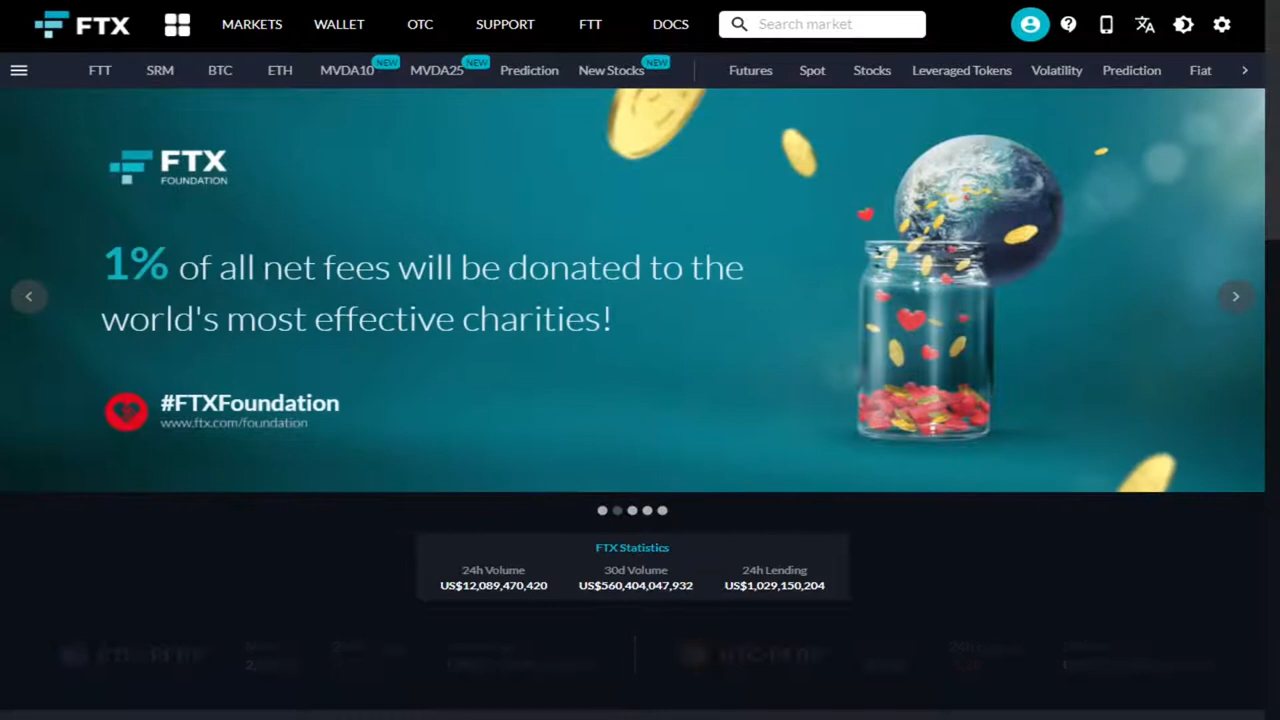 FTX MARKETS WALLET OTC SUPPORT FTT DOCS Search market
FTT SRM BTC ETH MVDA10 NEW MVDA25 NEW Prediction New Stocks NEW Futures Spot Stocks Leveraged Tokens Volatility Prediction Fiat
FTX
FOUNDATION
1% of all net fees will be donated to the
world's most effective charities!
#FTXFoundation
www.ftx.com/foundation
FTX Statistics
24h Volume 30d Volume 24h Lending
US$12,089,470,420 US$560,404,047,932 US$1,029,150,204